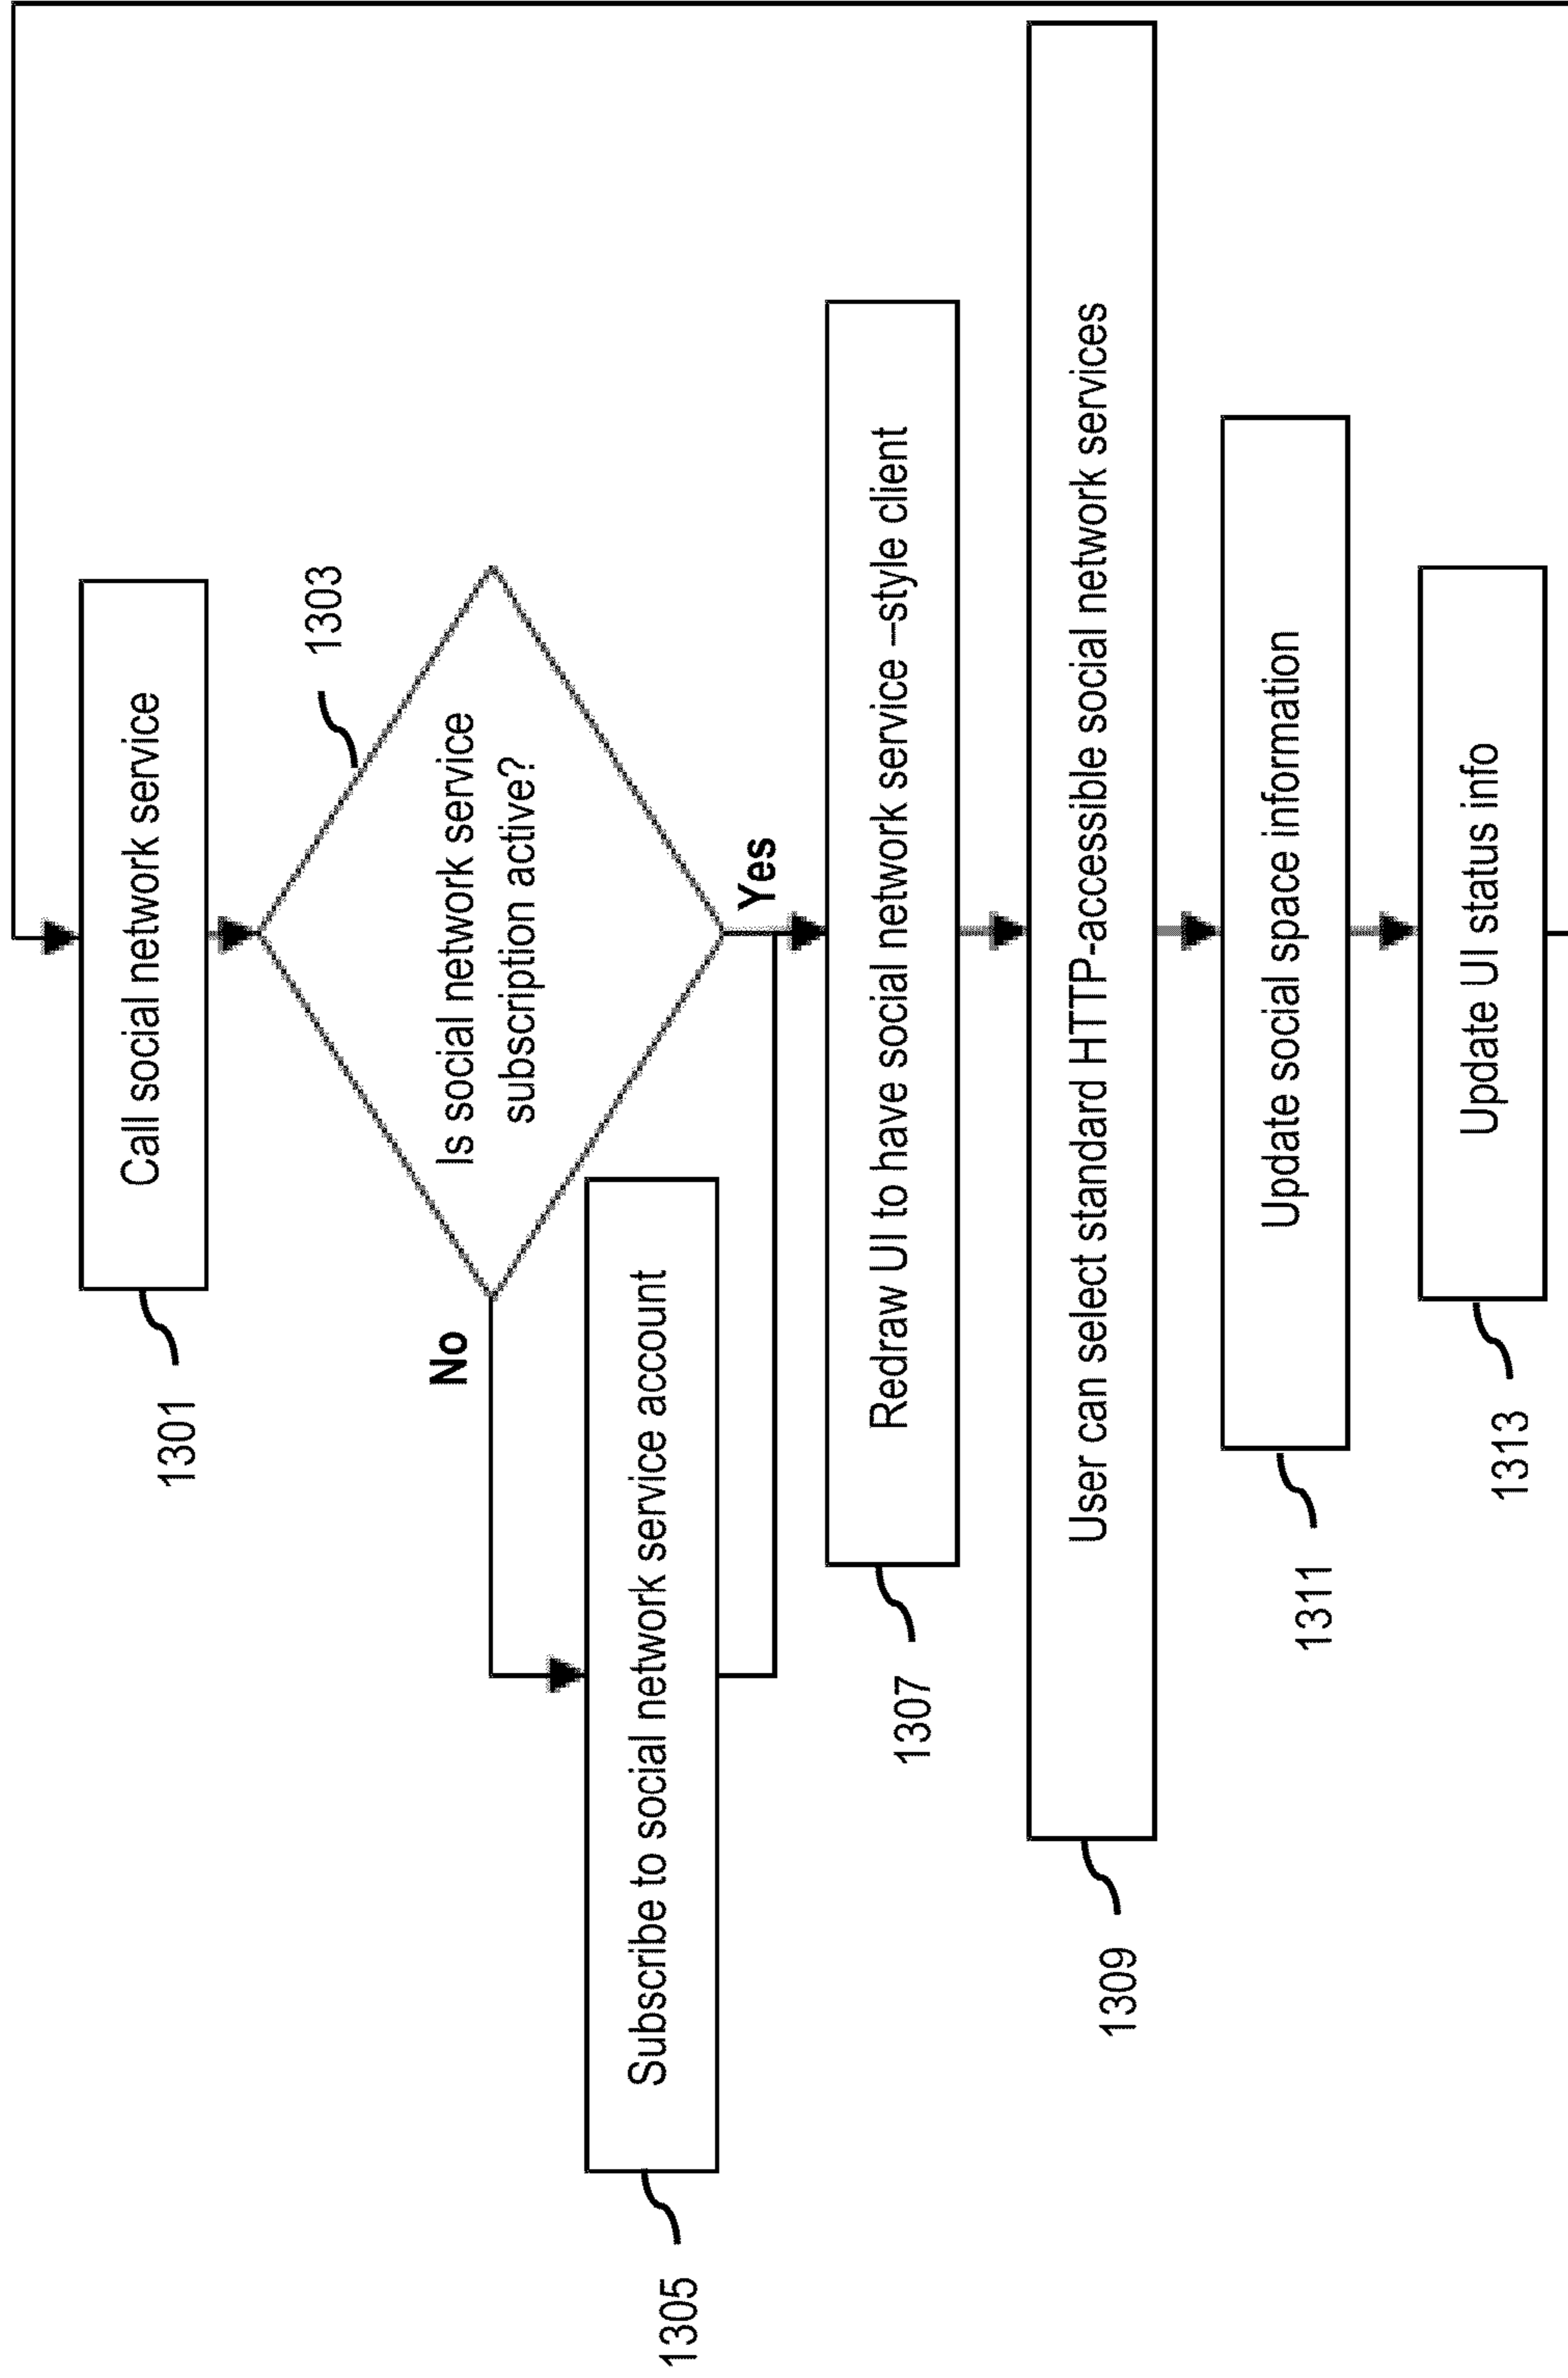 Call social network service
1301
1303
Is social network service
subscription active?
No
Yes
Subscribe to social network service account
1305
Redraw UI to have social network service –style client
1307
User can select standard HTTP-accessible social network services
1309
Update social space information
1311
Update UI status info
1313